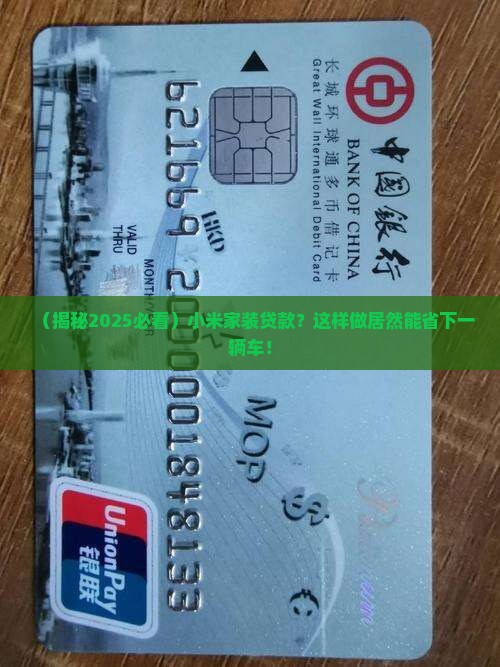 中国银行
BANK OF CHINA
长城环球通多币借记卡
Great Wall International Debit Card
621669
HKD
MOP
$
€
VALID
THRU
UnionPay
银联
（揭秘2025必看）小米家装贷款？这样做居然能省下一
辆车！